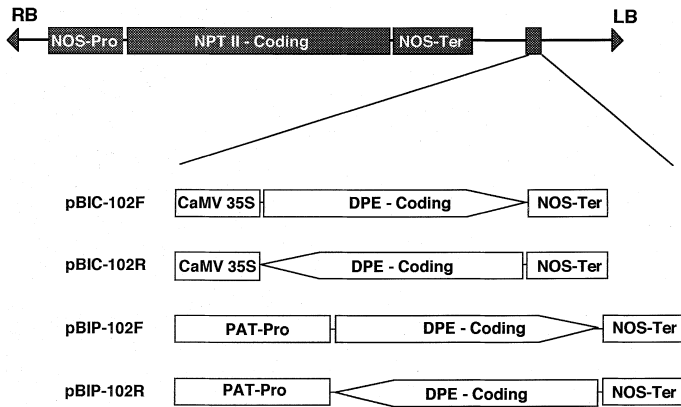 RB LB
NOS-Pro NPT II - Coding NOS-Ter
pBIC-102F CaMV 35S DPE - Coding NOS-Ter
pBIC-102R CaMV 35S DPE - Coding NOS-Ter
pBIP-102F PAT-Pro DPE - Coding NOS-Ter
pBIP-102R PAT-Pro DPE - Coding NOS-Ter